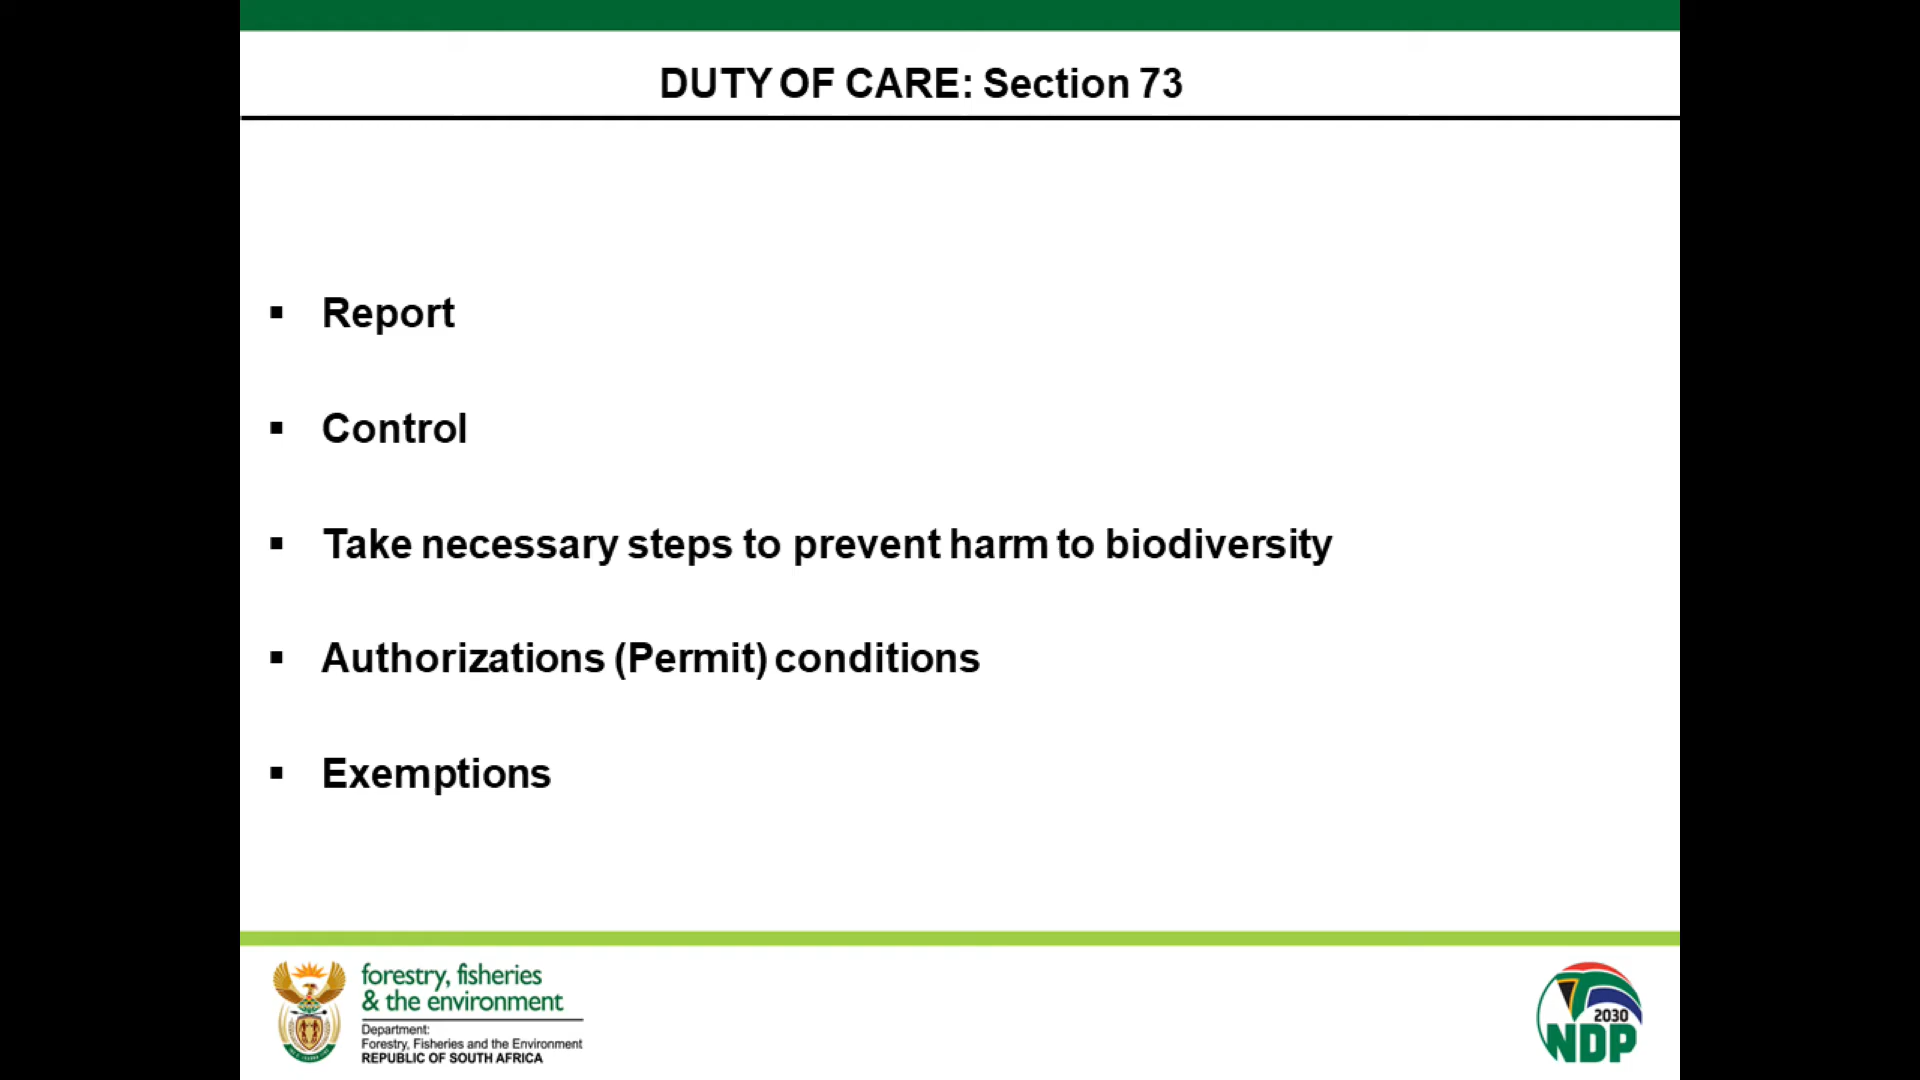 DUTY OF CARE: Section 73
▪ Report
▪ Control
▪ Take necessary steps to prevent harm to biodiversity
▪ Authorizations (Permit) conditions
▪ Exemptions
forestry, fisheries
& the environment
Department:
Forestry, Fisheries and the Environment
REPUBLIC OF SOUTH AFRICA
2030
NDP